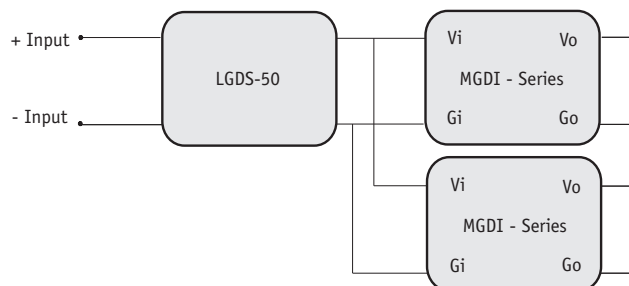 + Input
LGDS-50
- Input
Vi Vo
MGDI - Series
Gi Go
Vi Vo
MGDI - Series
Gi Go